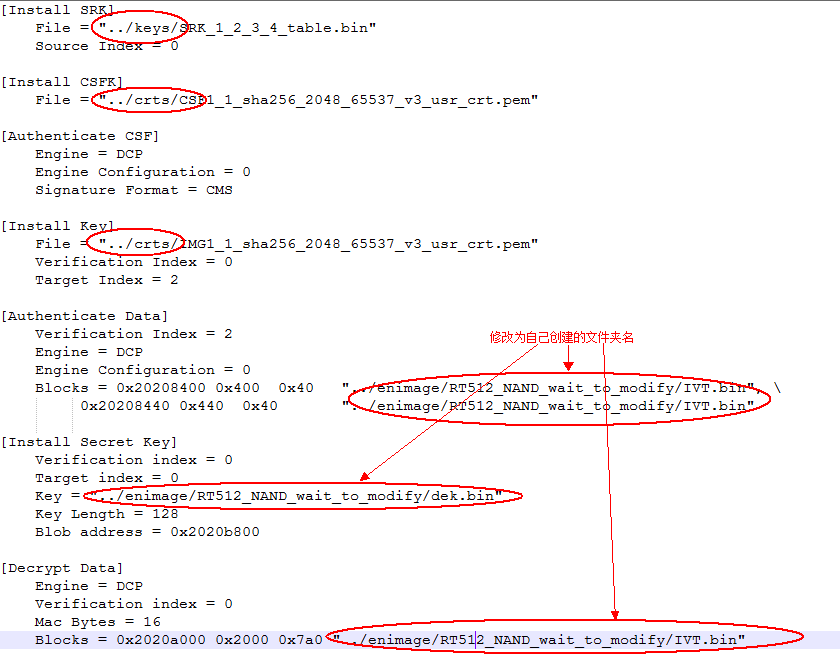 [Install SRK]
    File = "../keys/SRK_1_2_3_4_table.bin"
    Source Index = 0

[Install CSFK]
    File = "../crts/CSF1_1_sha256_2048_65537_v3_usr_crt.pem"

[Authenticate CSF]
    Engine = DCP
    Engine Configuration = 0
    Signature Format = CMS

[Install Key]
    File = "../crts/IMG1_1_sha256_2048_65537_v3_usr_crt.pem"
    Verification Index = 0
    Target Index = 2

[Authenticate Data]
    Verification Index = 2
修改为自己创建的文件夹名
    Engine = DCP
    Engine Configuration = 0
    Blocks = 0x20208400 0x400  0x40   "../enimage/RT512_NAND_wait_to_modify/IVT.bin", \
         0x20208440 0x440  0x40       "../enimage/RT512_NAND_wait_to_modify/IVT.bin"

[Install Secret Key]
    Verification index = 0
    Target index = 0
    Key = "../enimage/RT512_NAND_wait_to_modify/dek.bin"
    Key Length = 128
    Blob address = 0x2020b800

[Decrypt Data]
    Engine = DCP
    Verification index = 0
    Mac Bytes = 16
    Blocks = 0x2020a000 0x2000 0x7a0 "../enimage/RT512_NAND_wait_to_modify/IVT.bin"